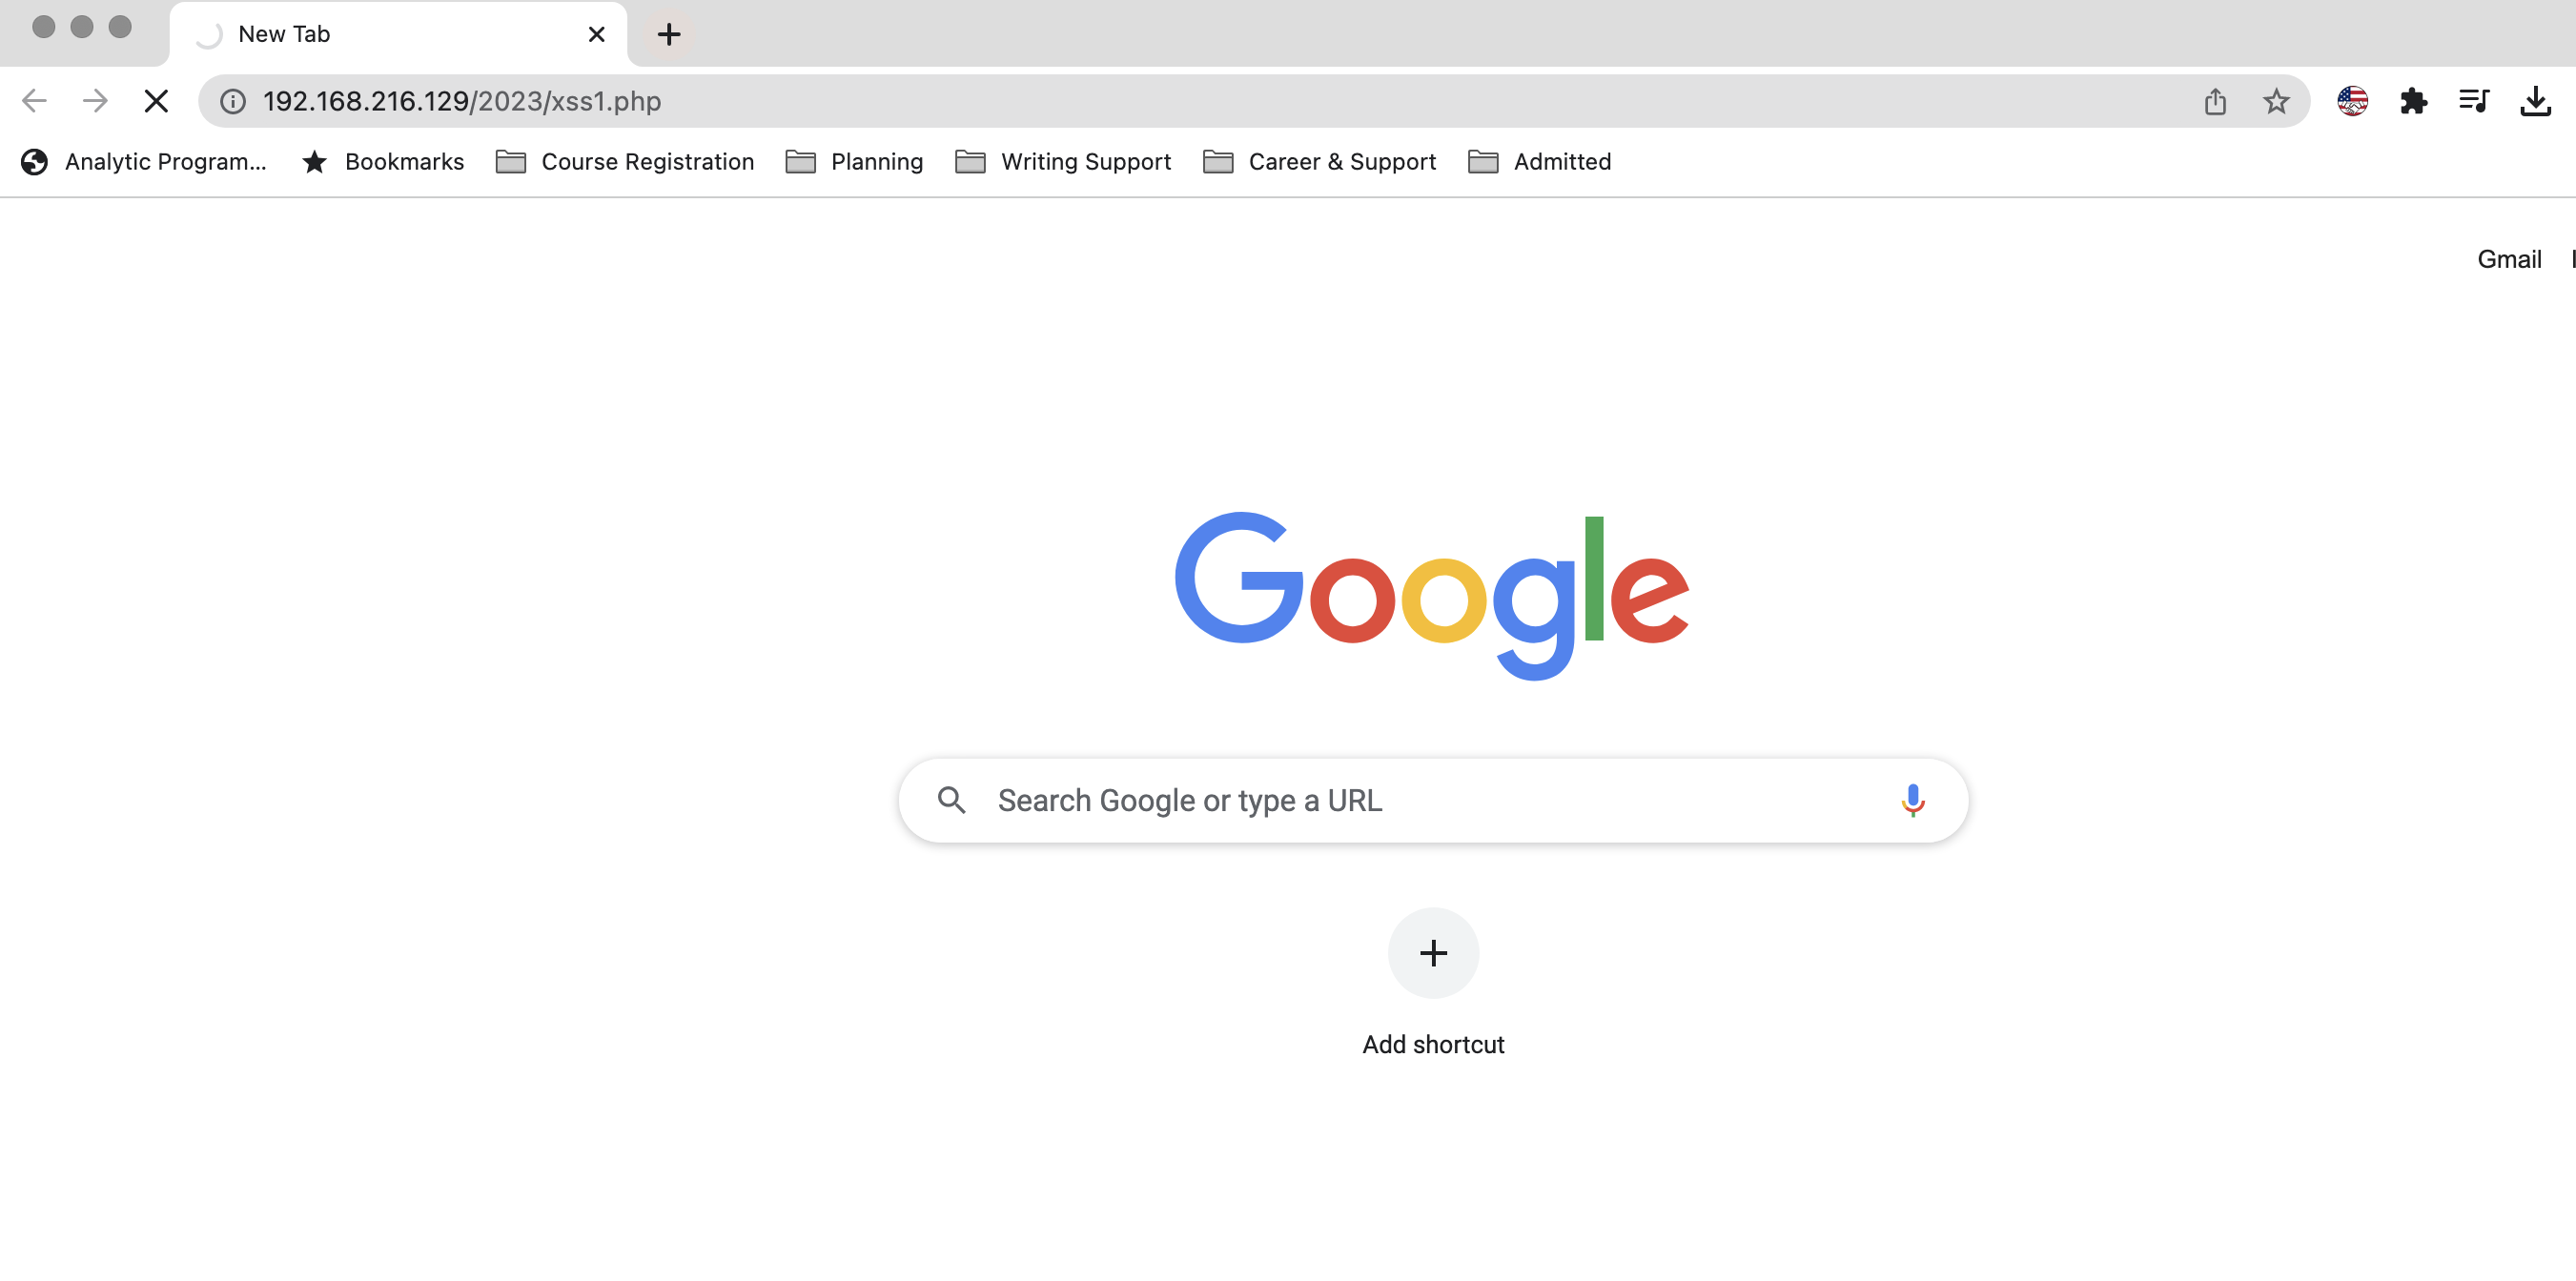 New Tab
192.168.216.129/2023/xss1.php
Analytic Program... Bookmarks Course Registration Planning Writing Support Career & Support Admitted
Gmail
Google
Search Google or type a URL
Add shortcut